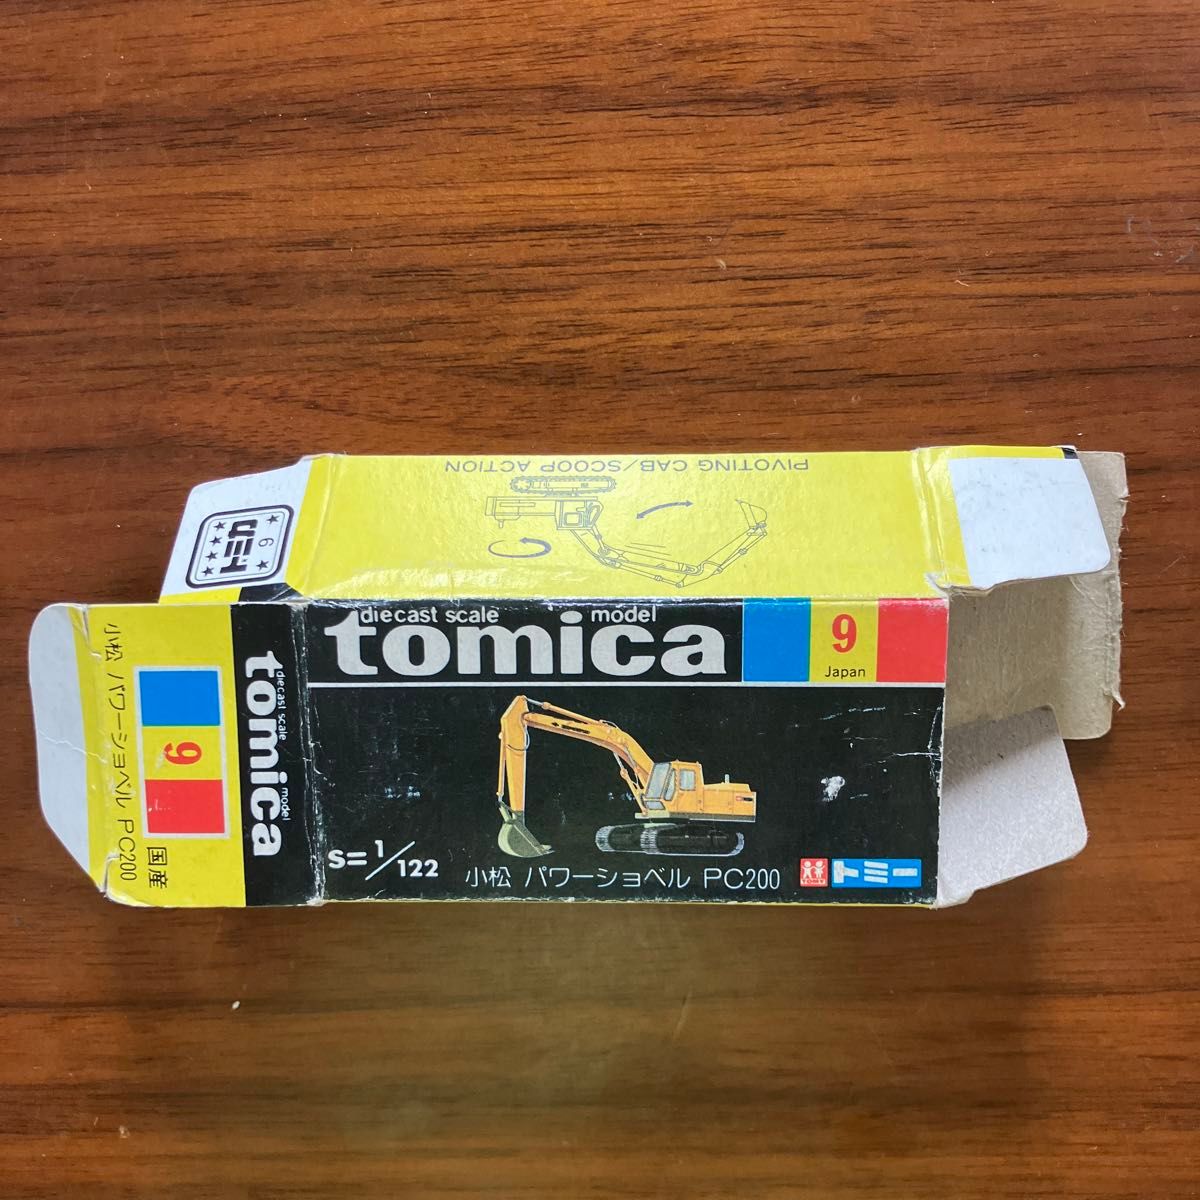 PIVOTING CAB/SCOOP ACTION
diecast scale model
tomica
9
Japan
S=1/122
小松 パワーショベル PC200
TOMY
トミー
diecast scale model
tomica
9
小松 パワーショベル PC200
国産